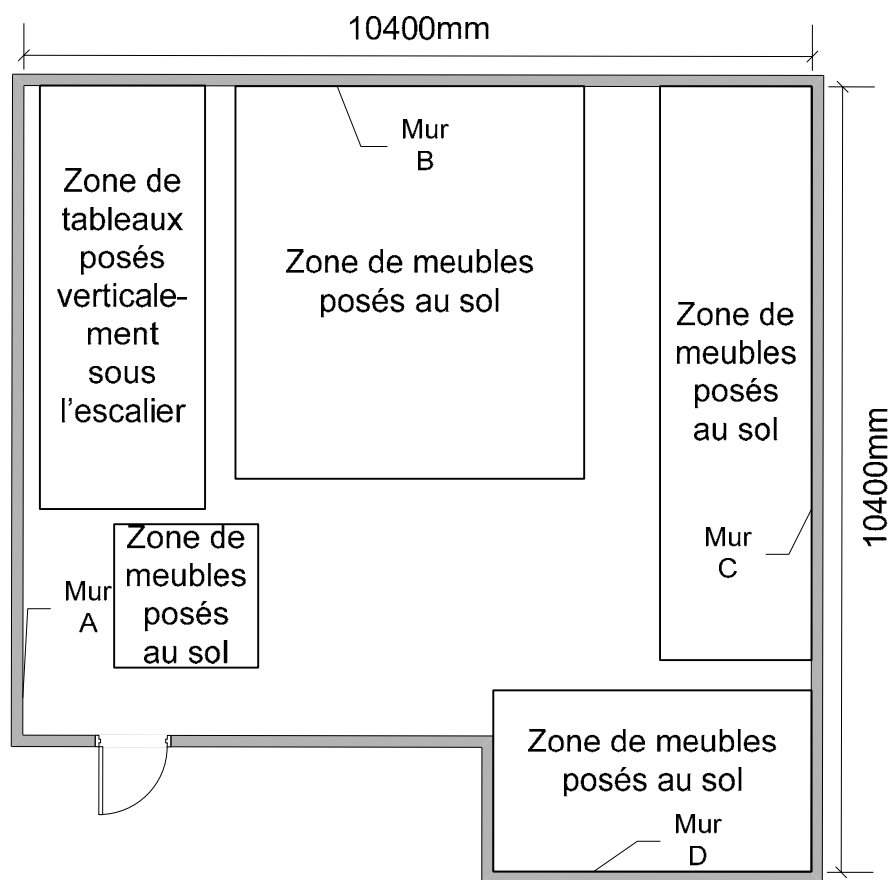 10400mm
Mur
B
Zone de
tableaux
posés
verticale-
ment
sous
l'escalier
Zone de meubles
posés au sol
Zone de
meubles
posés
au sol
10400mm
Mur
C
Zone de
meubles
posés
au sol
Mur
A
Zone de meubles
posés au sol
Mur
D